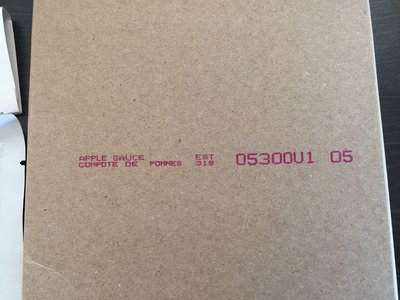 APPLE SAUCE EST 05300U1 05
COMPOTE DE POMMES 319